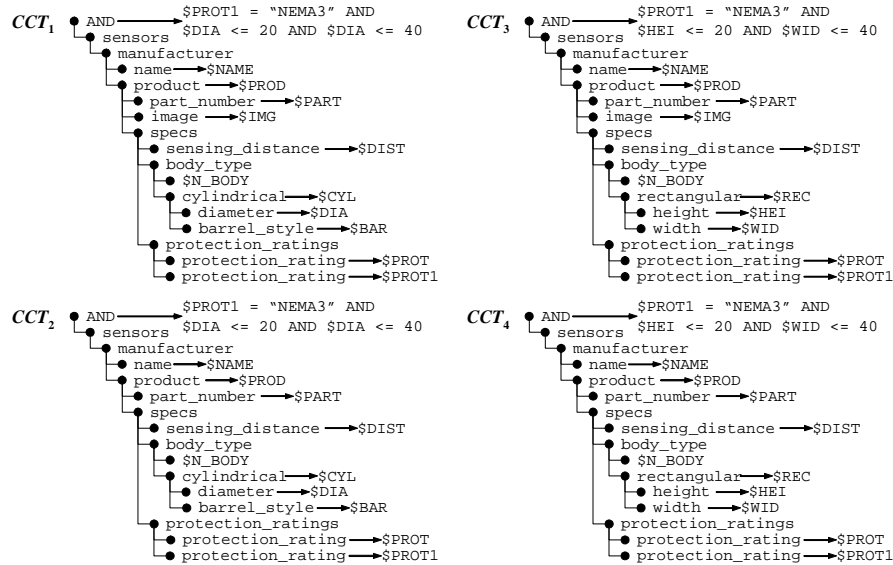 CCT1
AND
$PROT1 = “NEMA3” AND
$DIA <= 20 AND $DIA <= 40
sensors
manufacturer
name $NAME
product $PROD
part_number $PART
image $IMG
specs
sensing_distance $DIST
body_type
$N_BODY
cylindrical $CYL
diameter $DIA
barrel_style $BAR
protection_ratings
protection_rating $PROT
protection_rating $PROT1
CCT3
AND
$PROT1 = “NEMA3” AND
$HEI <= 20 AND $WID <= 40
sensors
manufacturer
name $NAME
product $PROD
part_number $PART
image $IMG
specs
sensing_distance $DIST
body_type
$N_BODY
rectangular $REC
height $HEI
width $WID
protection_ratings
protection_rating $PROT
protection_rating $PROT1
CCT2
AND
$PROT1 = “NEMA3” AND
$DIA <= 20 AND $DIA <= 40
sensors
manufacturer
name $NAME
product $PROD
part_number $PART
specs
sensing_distance $DIST
body_type
$N_BODY
cylindrical $CYL
diameter $DIA
barrel_style $BAR
protection_ratings
protection_rating $PROT
protection_rating $PROT1
CCT4
AND
$PROT1 = “NEMA3” AND
$HEI <= 20 AND $WID <= 40
sensors
manufacturer
name $NAME
product $PROD
part_number $PART
specs
sensing_distance $DIST
body_type
$N_BODY
rectangular $REC
height $HEI
width $WID
protection_ratings
protection_rating $PROT
protection_rating $PROT1